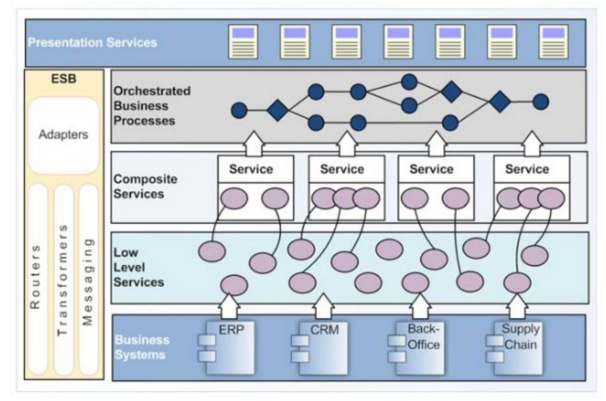 Presentation Services
ESB
Adapters
Routers
Transformers
Messaging
Orchestrated
Business
Processes
Composite
Services
Service
Service
Service
Service
Low
Level
Services
Business
Systems
ERP
CRM
Back-
Office
Supply
Chain